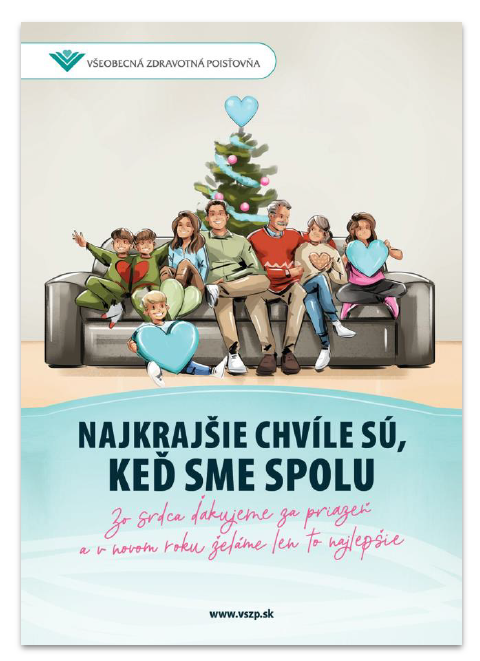 VŠEOBECNÁ ZDRAVOTNÁ POISŤOVŇA
NAJKRAJŠIE CHVÍLE SÚ,
KEĎ SME SPOLU
Zo srdca ďakujeme za priazeň
a v novom roku želáme len to najlepšie
www.vszp.sk